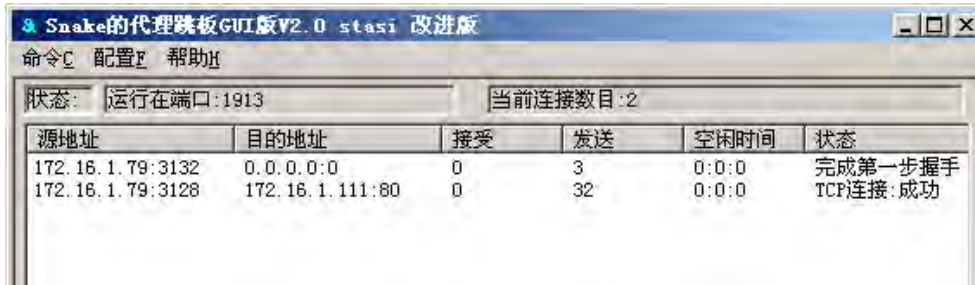 Snake的代理跳板GUI版V2.0 stasi 改进版
命令C 配置F 帮助H
状态: 运行在端口:1913 当前连接数目:2
源地址 目的地址 接受 发送 空闲时间 状态
172.16.1.79:3132 0.0.0.0:0 0 3 0:0:0 完成第一步握手
172.16.1.79:3128 172.16.1.111:80 0 32 0:0:0 TCP连接:成功